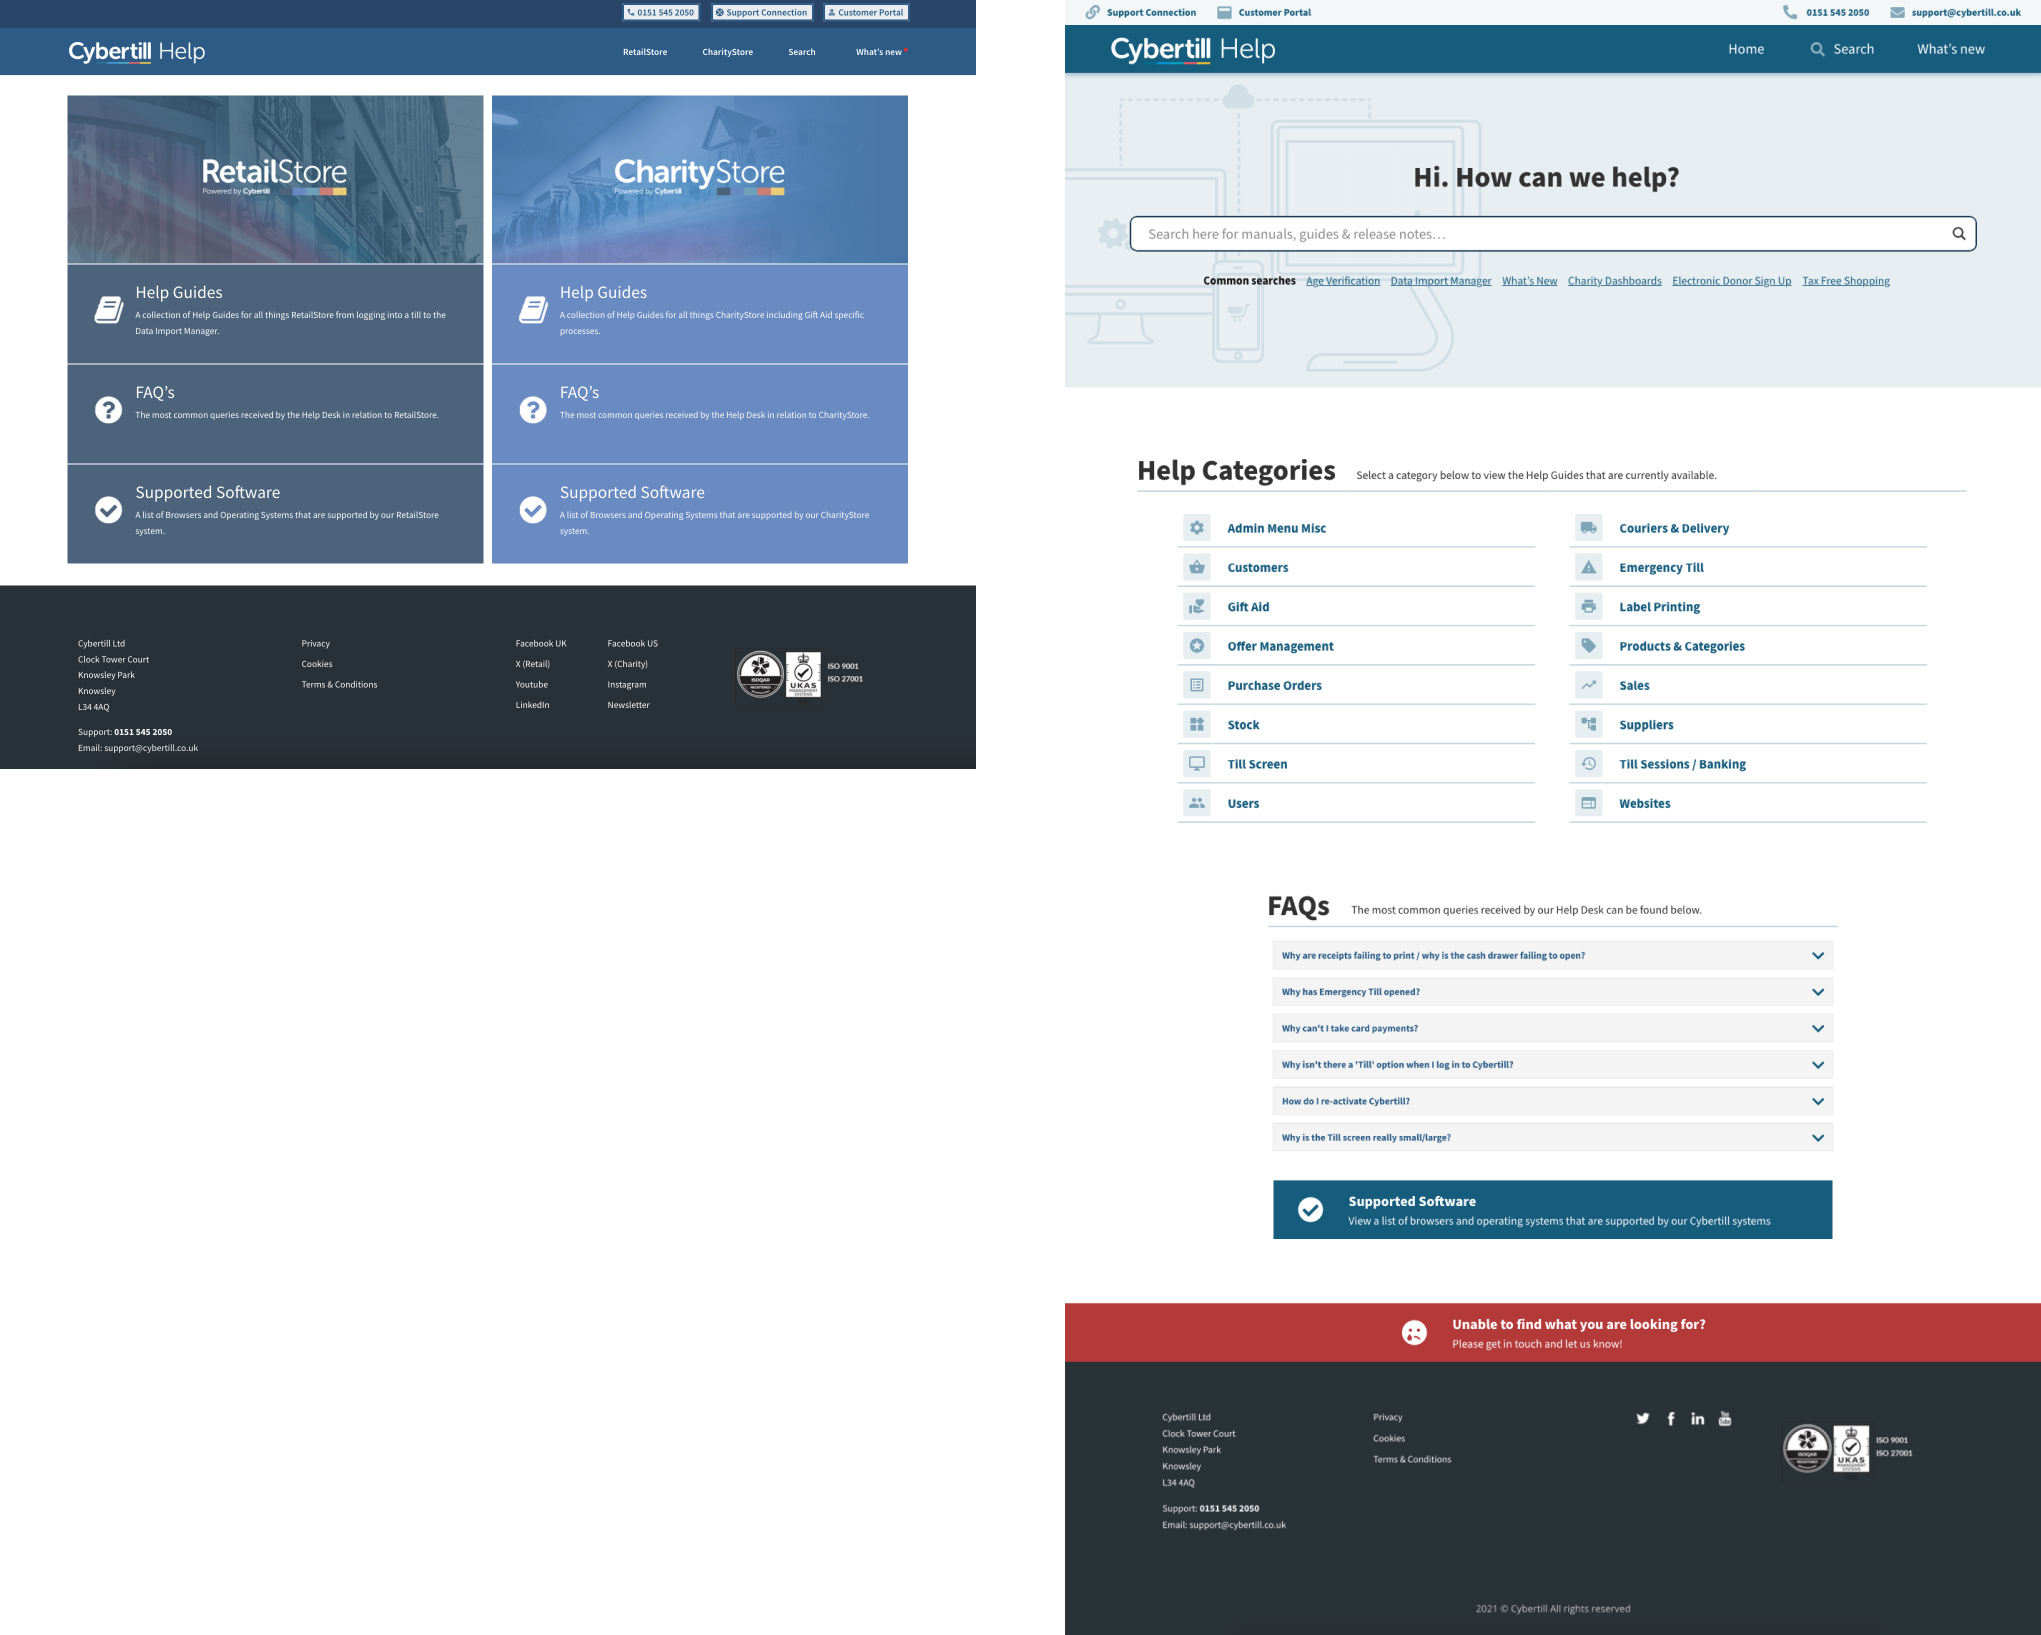 0151 545 2050
Support Connection
Customer Portal
Cybertill Help
RetailStore
CharityStore
Search
What's new
RetailStore
Powered by Cybertill
Help Guides
A collection of Help Guides for all things RetailStore from logging into a till to the
Data Import Manager.
FAQ's
The most common queries received by the Help Desk in relation to RetailStore.
Supported Software
A list of Browsers and Operating Systems that are supported by our RetailStore
system.
CharityStore
Powered by Cybertill
Help Guides
A collection of Help Guides for all things CharityStore including Gift Aid specific
processes.
FAQ's
The most common queries received by the Help Desk in relation to CharityStore.
Supported Software
A list of Browsers and Operating Systems that are supported by our CharityStore
system.
Cybertill Ltd
Clock Tower Court
Knowsley Park
Knowsley
L34 4AQ
Support: 0151 545 2050
Email: support@cybertill.co.uk
Privacy
Cookies
Terms & Conditions
Facebook UK
X (Retail)
Youtube
LinkedIn
Facebook US
X (Charity)
Instagram
Newsletter
ISOQAR
REGISTERED
UKAS
MANAGEMENT
SYSTEMS
ISO 9001
ISO 27001
Support Connection
Customer Portal
0151 545 2050
support@cybertill.co.uk
Cybertill Help
Home
Search
What's new
Hi. How can we help?
Search here for manuals, guides & release notes…
Common searches Age Verification Data Import Manager What's New Charity Dashboards Electronic Donor Sign Up Tax Free Shopping
Help Categories
Select a category below to view the Help Guides that are currently available.
Admin Menu Misc
Couriers & Delivery
Customers
Emergency Till
Gift Aid
Label Printing
Offer Management
Products & Categories
Purchase Orders
Sales
Stock
Suppliers
Till Screen
Till Sessions / Banking
Users
Websites
FAQs
The most common queries received by our Help Desk can be found below.
Why are receipts failing to print / why is the cash drawer failing to open?
Why has Emergency Till opened?
Why can't I take card payments?
Why isn't there a 'Till' option when I log in to Cybertill?
How do I re-activate Cybertill?
Why is the Till screen really small/large?
Supported Software
View a list of browsers and operating systems that are supported by our Cybertill systems
Unable to find what you are looking for?
Please get in touch and let us know!
Cybertill Ltd
Clock Tower Court
Knowsley Park
Knowsley
L34 4AQ
Support: 0151 545 2050
Email: support@cybertill.co.uk
Privacy
Cookies
Terms & Conditions
You
Tube
ISOQAR
REGISTERED
UKAS
MANAGEMENT
SYSTEMS
ISO 9001
ISO 27001
2021 © Cybertill All rights reserved